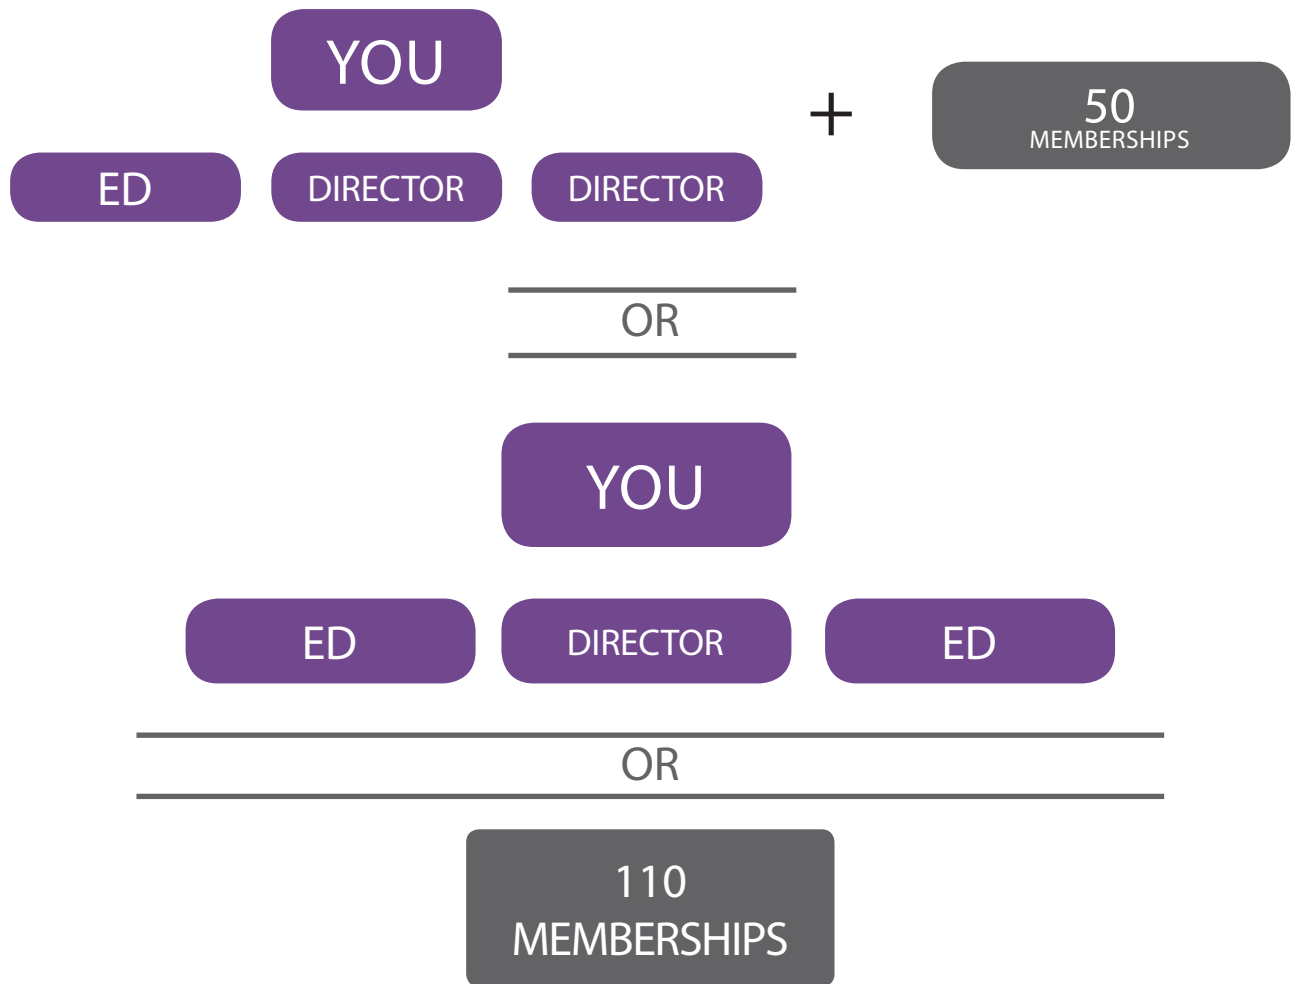 YOU
ED
DIRECTOR
DIRECTOR
+
50
MEMBERSHIPS
OR
YOU
ED
DIRECTOR
ED
OR
110
MEMBERSHIPS